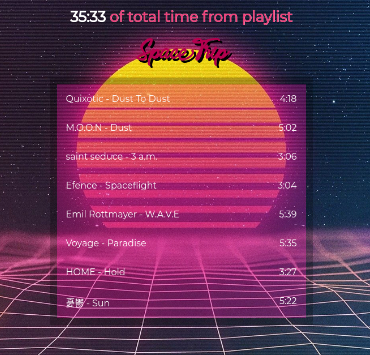 35:33 of total time from playlist
Space Trip
Quixotic - Dust To Dust 4:18
M.O.O.N - Dust 5:02
saint seduce - 3 a.m. 3:06
Efence - Spaceflight 3:04
Emil Rottmayer - W.A.V.E 5:39
Voyage - Paradise 5:35
HOME - Hold 3:27
憂鬱 - Sun 5:22